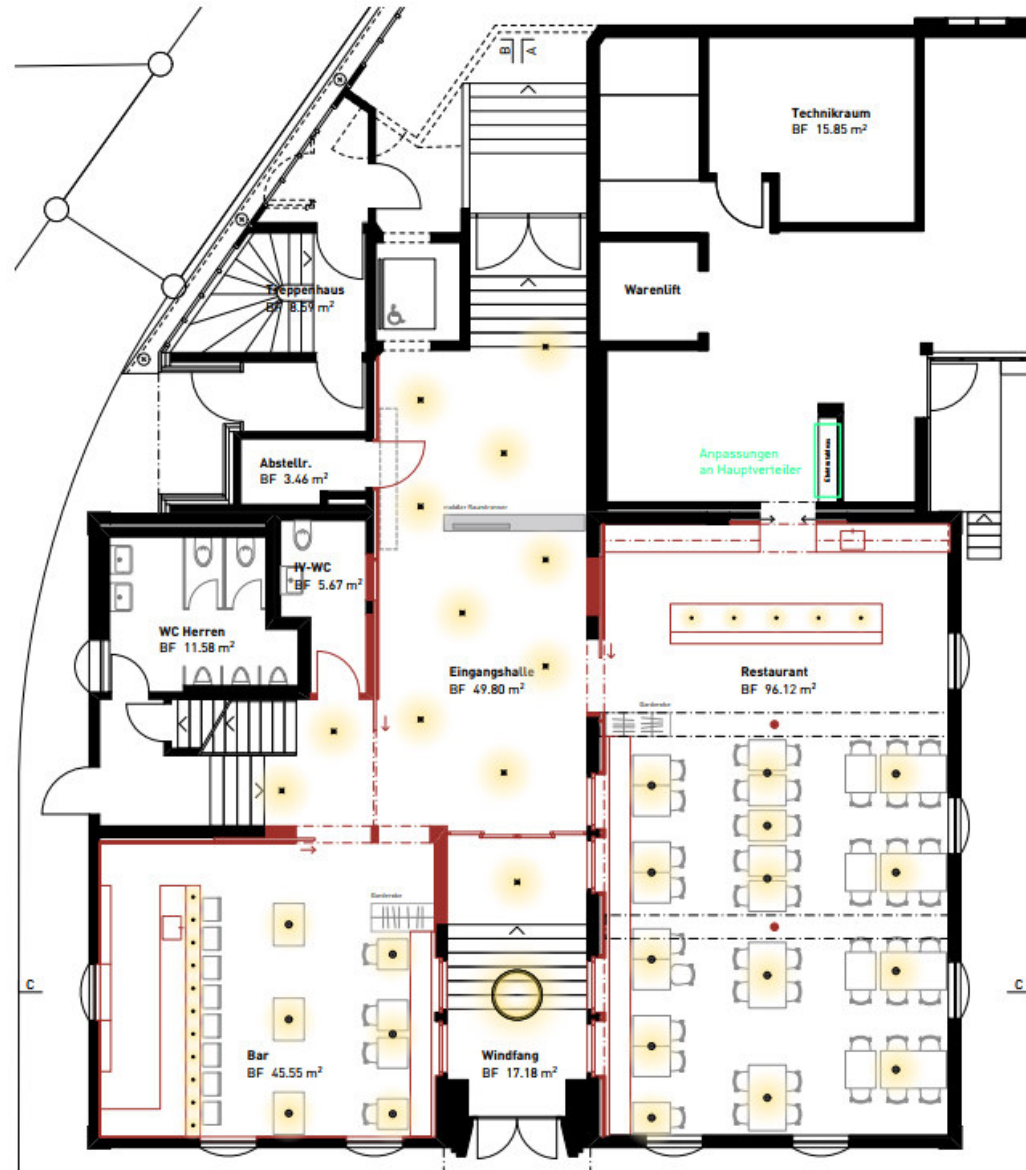 B
A
Technikraum
BF 15.85 m²
Treppenhaus
BF 8.59 m²
Warenlift
Abstellr.
BF 3.46 m²
Anpassungen
an Hauptverteiler
mobiler Raumtrenner
IV-WC
BF 5.67 m²
WC Herren
BF 11.58 m²
Eingangshalle
BF 49.80 m²
Restaurant
BF 96.12 m²
Garderobe
Garderobe
C
C
Bar
BF 45.55 m²
Windfang
BF 17.18 m²